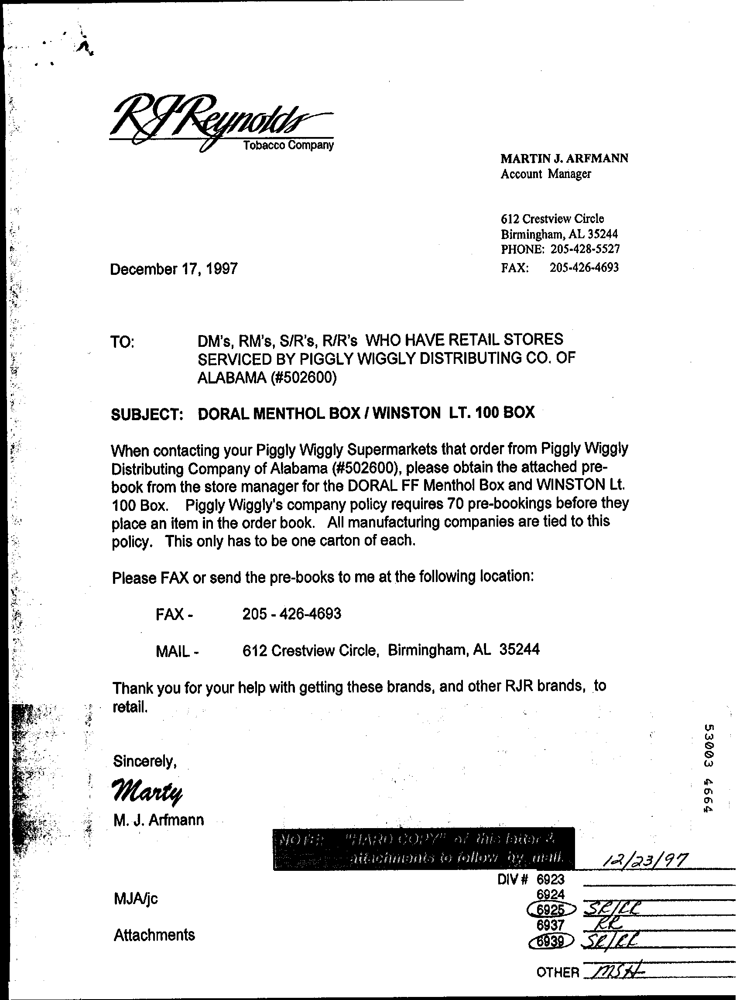 RJReynolds
Tobacco Company
MARTIN J. ARFMANN
Account Manager
612 Crestview Circle
Birmingham, AL 35244
PHONE: 205-428-5527
FAX: 205-426-4693
December 17, 1997
TO: DM's, RM's, S/R's, R/R's WHO HAVE RETAIL STORES
SERVICED BY PIGGLY WIGGLY DISTRIBUTING CO. OF
ALABAMA (#502600)
SUBJECT: DORAL MENTHOL BOX / WINSTON LT. 100 BOX
When contacting your Piggly Wiggly Supermarkets that order from Piggly Wiggly
Distributing Company of Alabama (#502600), please obtain the attached pre-
book from the store manager for the DORAL FF Menthol Box and WINSTON Lt.
100 Box. Piggly Wiggly's company policy requires 70 pre-bookings before they
place an item in the order book. All manufacturing companies are tied to this
policy. This only has to be one carton of each.
Please FAX or send the pre-books to me at the following location:
FAX - 205 - 426-4693
MAIL - 612 Crestview Circle, Birmingham, AL 35244
Thank you for your help with getting these brands, and other RJR brands, to
retail.
Sincerely,
Marty
M. J. Arfmann
NOTE: "HARD COPY" of this letter &
attachments to follow by mail.
12/23/97
DIV # 6923
6924
MJA/jc
6925
6937 RR
Attachments
6939
OTHER MSH
53003 4664